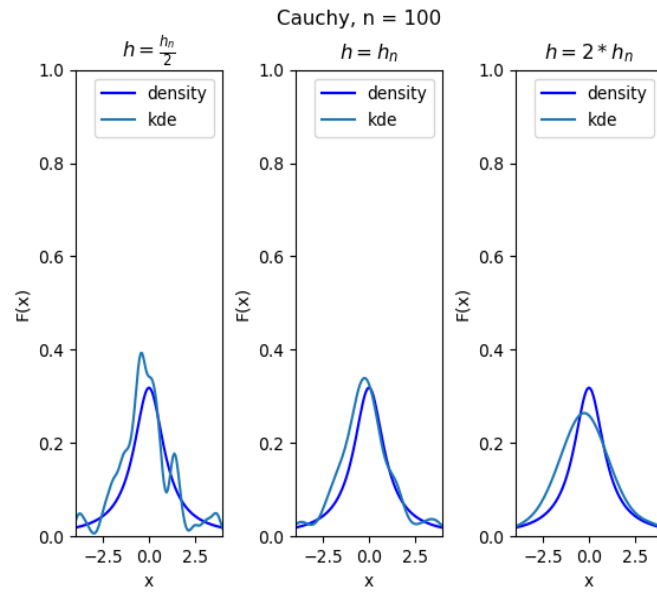 Cauchy, n = 100
h = h_n/2
h = h_n
h = 2 * h_n
1.0
0.8
0.6
0.4
0.2
0.0
F(x)
density
kde
−2.5 0.0 2.5
x
1.0
0.8
0.6
0.4
0.2
0.0
F(x)
density
kde
−2.5 0.0 2.5
x
1.0
0.8
0.6
0.4
0.2
0.0
F(x)
density
kde
−2.5 0.0 2.5
x